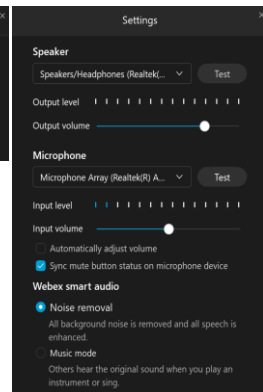 Settings
Speaker
Speakers/Headphones (Realtek(...
Test
Output level
Output volume
Microphone
Microphone Array (Realtek(R) A...
Test
Input level
Input volume
Automatically adjust volume
Sync mute button status on microphone device
Webex smart audio
Noise removal
All background noise is removed and all speech is
enhanced.
Music mode
Others hear the original sound when you play an
instrument or sing.